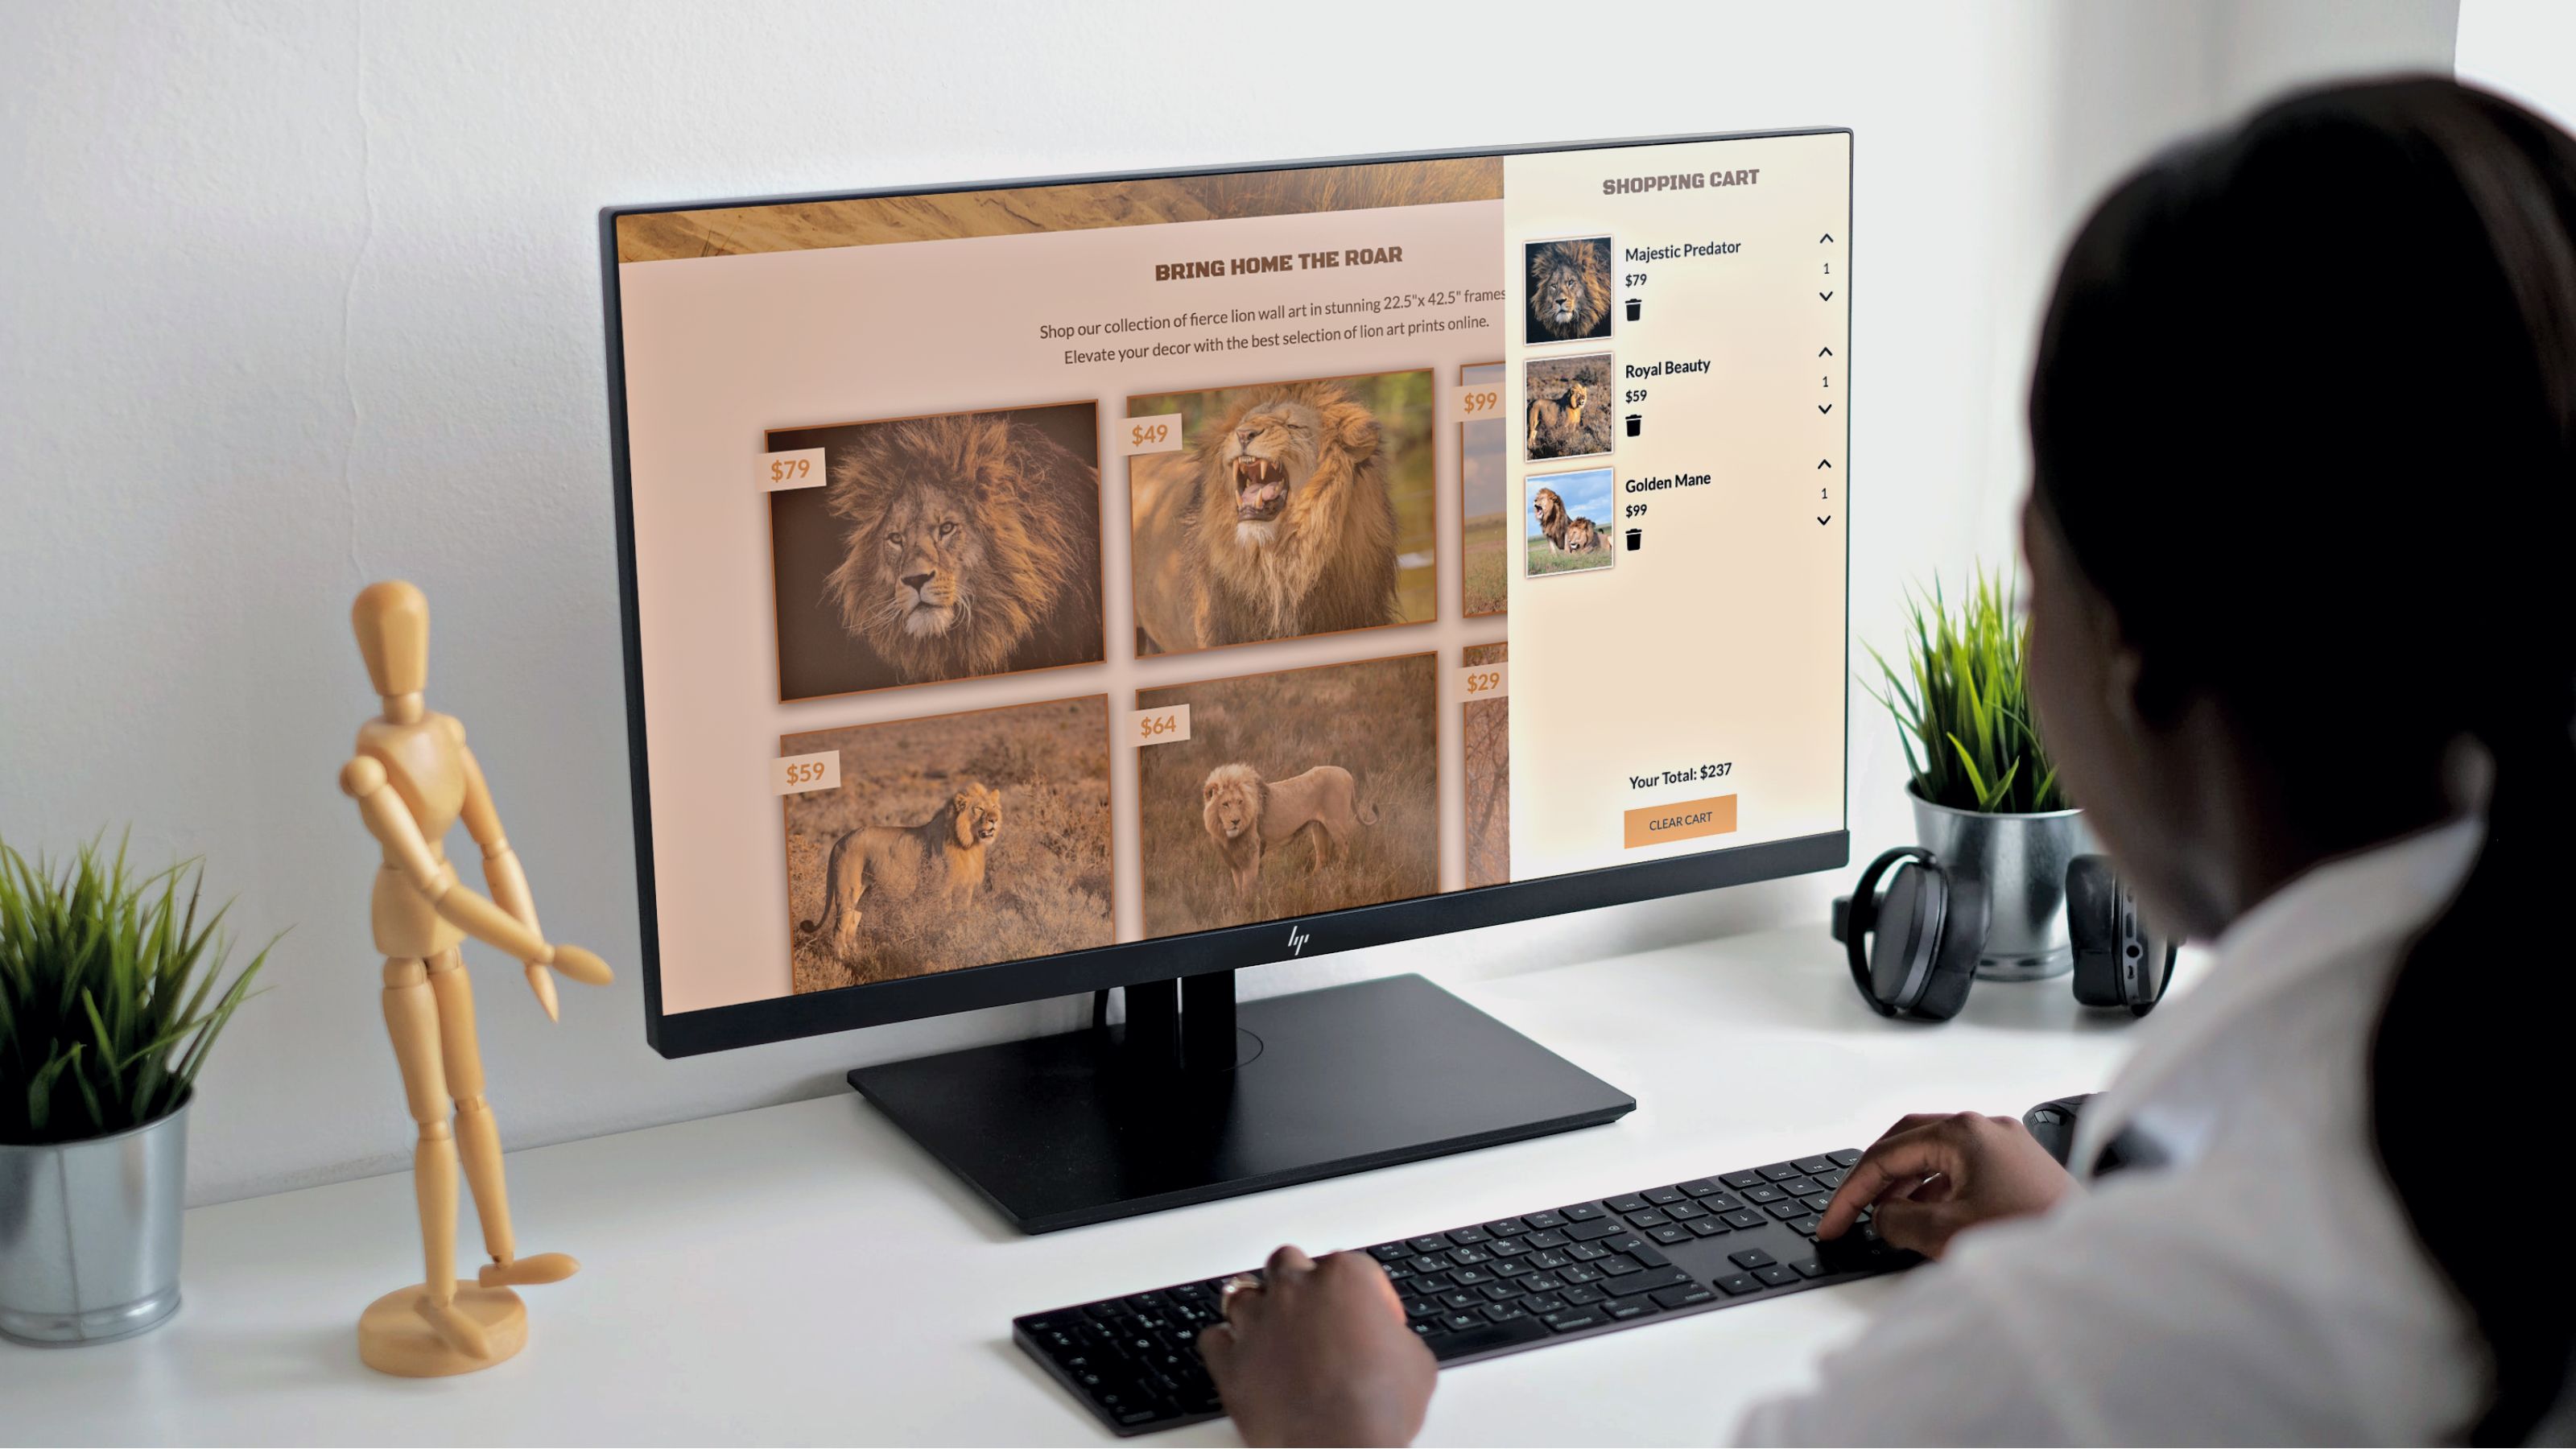 BRING HOME THE ROAR
Shop our collection of fierce lion wall art in stunning 22.5"x 42.5" frames
Elevate your decor with the best selection of lion art prints online.
$79
$49
$99
$59
$64
$29
SHOPPING CART
Majestic Predator
$79
1
Royal Beauty
$59
1
Golden Mane
$99
1
Your Total: $237
CLEAR CART
hp